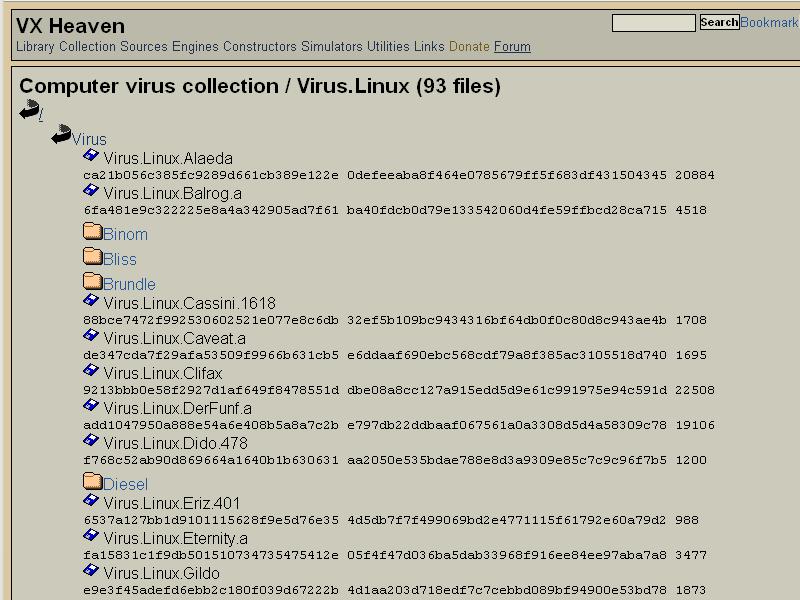 VX Heaven
Search Bookmark
Library Collection Sources Engines Constructors Simulators Utilities Links Donate Forum
Computer virus collection / Virus.Linux (93 files)
/
Virus
Virus.Linux.Alaeda
ca21b056c385fc9289d661cb389e122e 0defeeaba8f464e0785679ff5f683df431504345 20884
Virus.Linux.Balrog.a
6fa481e9c322225e8a4a342905ad7f61 ba40fdcb0d79e133542060d4fe59ffbcd28ca715 4518
Binom
Bliss
Brundle
Virus.Linux.Cassini.1618
88bce7472f992530602521e077e8c6db 32ef5b109bc9434316bf64db0f0c80d8c943ae4b 1708
Virus.Linux.Caveat.a
de347cda7f29afa53509f9966b631cb5 e6ddaaf690ebc568cdf79a8f385ac3105518d740 1695
Virus.Linux.Clifax
9213bbb0e58f2927d1af649f8478551d dbe08a8cc127a915edd5d9e61c991975e94c591d 22508
Virus.Linux.DerFunf.a
add1047950a888e54a6e408b5a8a7c2b e797db22ddbaaf067561a0a3308d5d4a58309c78 19106
Virus.Linux.Dido.478
f768c52ab90d869664a1640b1b630631 aa2050e535bdae788e8d3a9309e85c7c9c96f7b5 1200
Diesel
Virus.Linux.Eriz.401
6537a127bb1d9101115628f9e5d76e35 4d5db7f7f499069bd2e4771115f61792e60a79d2 988
Virus.Linux.Eternity.a
fa15831c1f9db501510734735475412e 05f4f47d036ba5dab33968f916ee84ee97aba7a8 3477
Virus.Linux.Gildo
e9e3f45adefd6ebb2c180f039d67222b 4d1aa203d718edf7c7cebbd089bf94900e53bd78 1873